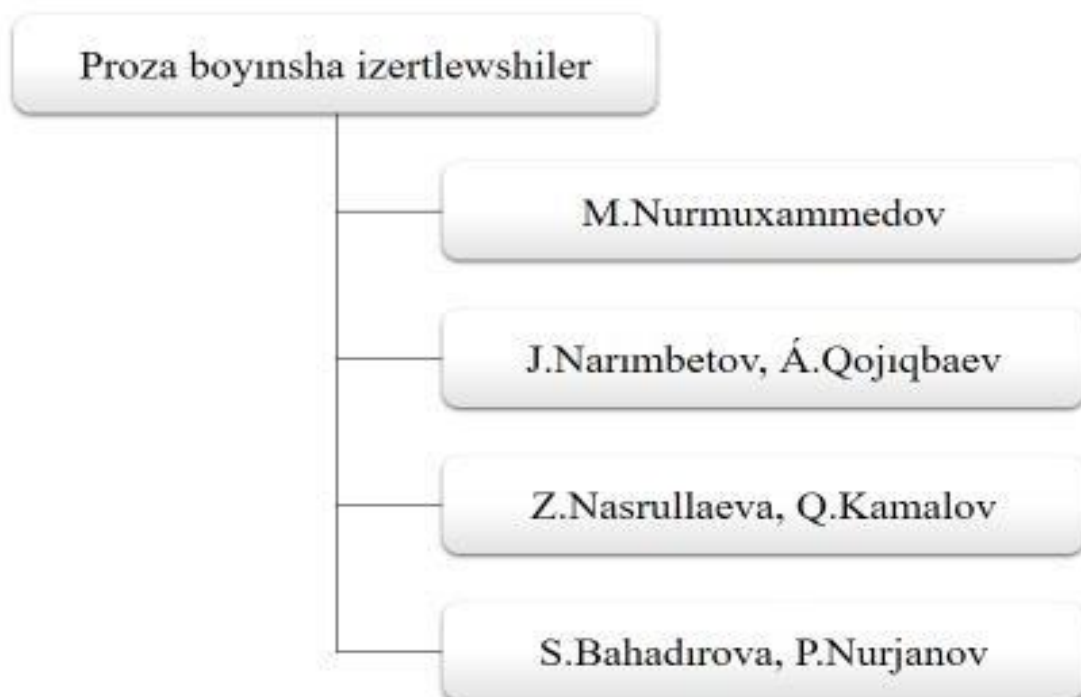 Proza boyınsha izertlewshiler
M.Nurmuxammedov
J.Narımbetov, Á.Qojıqbaev
Z.Nasrullaeva, Q.Kamalov
S.Bahadırova, P.Nurjanov